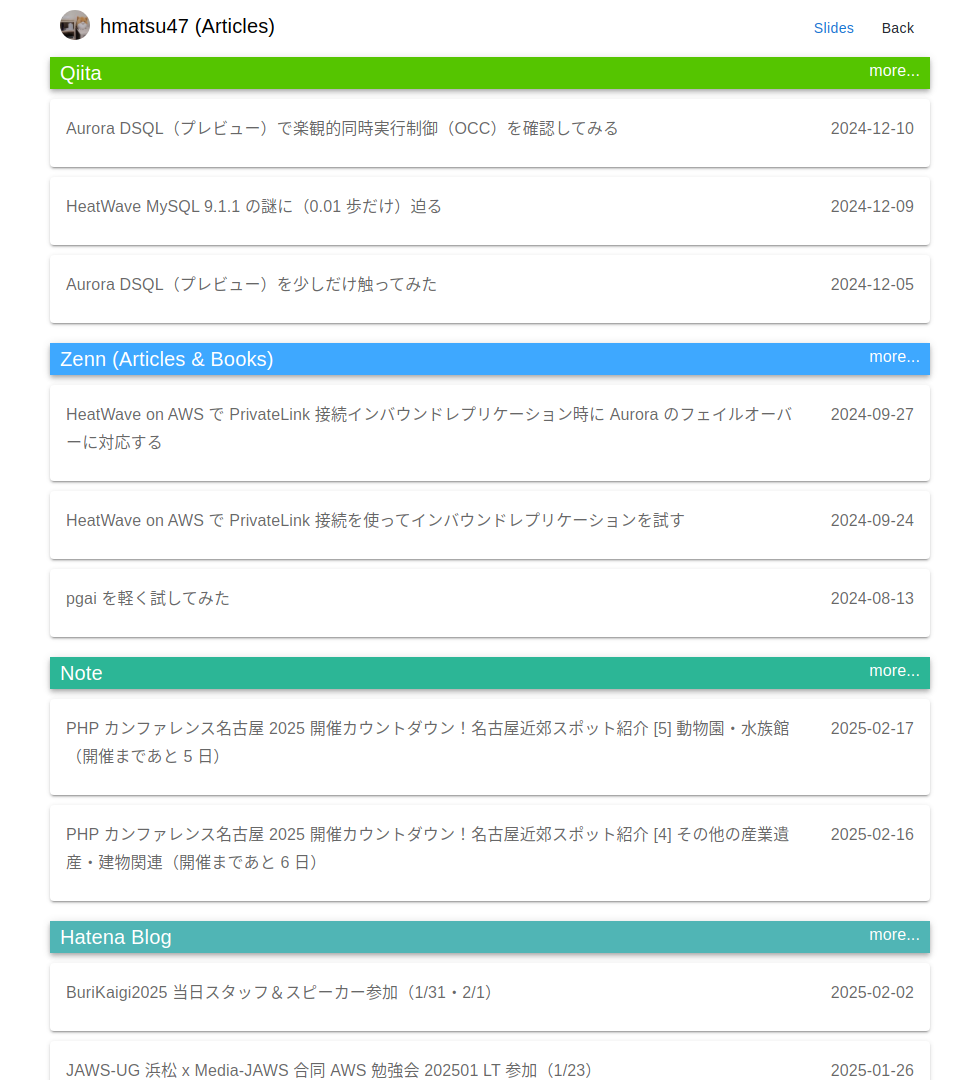 hmatsu47 (Articles)
Slides
Back
Qiita
more...
Aurora DSQL（プレビュー）で楽観的同時実行制御（OCC）を確認してみる
2024-12-10
HeatWave MySQL 9.1.1 の謎に（0.01 歩だけ）迫る
2024-12-09
Aurora DSQL（プレビュー）を少しだけ触ってみた
2024-12-05
Zenn (Articles & Books)
more...
HeatWave on AWS で PrivateLink 接続インバウンドレプリケーション時に Aurora のフェイルオーバ
ーに対応する
2024-09-27
HeatWave on AWS で PrivateLink 接続を使ってインバウンドレプリケーションを試す
2024-09-24
pgai を軽く試してみた
2024-08-13
Note
more...
PHP カンファレンス名古屋 2025 開催カウントダウン！名古屋近郊スポット紹介 [5] 動物園・水族館
（開催まであと 5 日）
2025-02-17
PHP カンファレンス名古屋 2025 開催カウントダウン！名古屋近郊スポット紹介 [4] その他の産業遺
産・建物関連（開催まであと 6 日）
2025-02-16
Hatena Blog
more...
BuriKaigi2025 当日スタッフ＆スピーカー参加（1/31・2/1）
2025-02-02
JAWS-UG 浜松 x Media-JAWS 合同 AWS 勉強会 202501 LT 参加（1/23）
2025-01-26